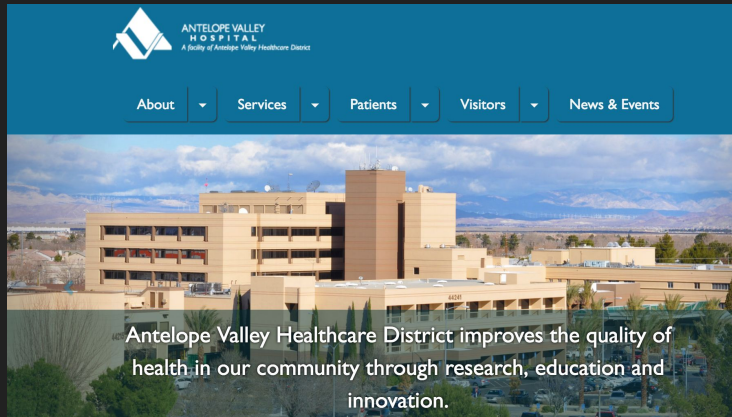 ANTELOPE VALLEY
HOSPITAL
A facility of Antelope Valley Healthcare District
About
Services
Patients
Visitors
News & Events
44241
Antelope Valley Healthcare District improves the quality of
health in our community through research, education and
innovation.